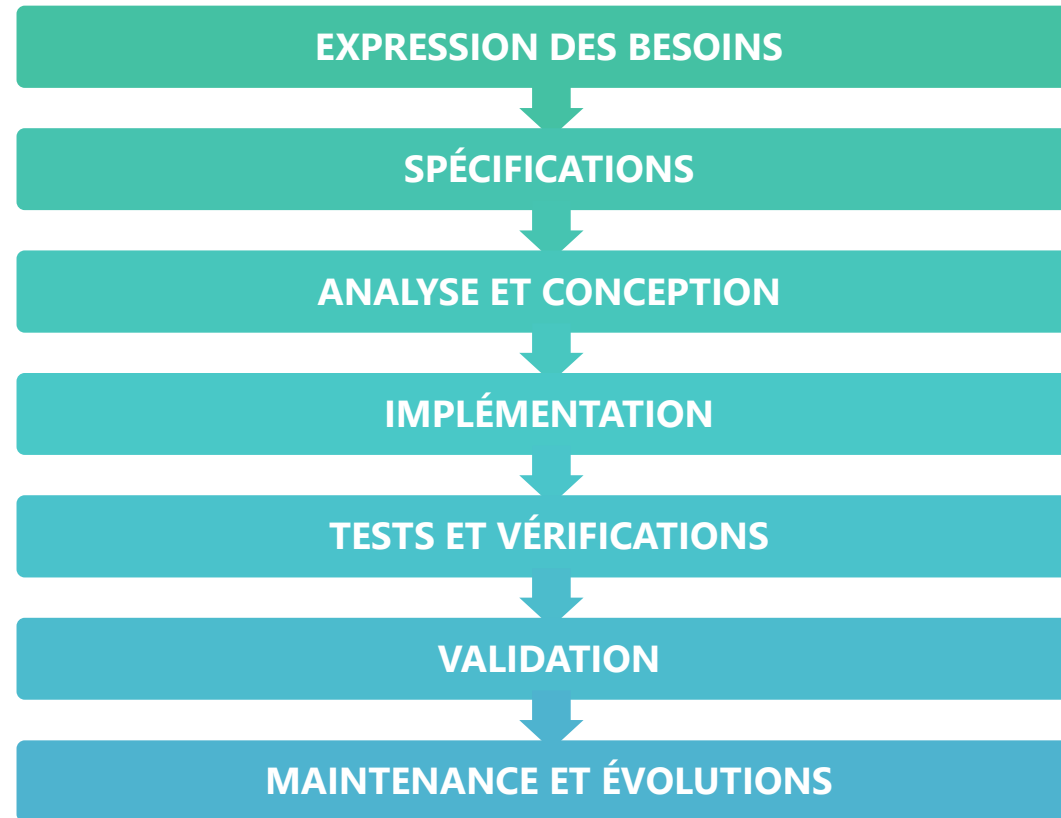 EXPRESSION DES BESOINS
SPÉCIFICATIONS
ANALYSE ET CONCEPTION
IMPLÉMENTATION
TESTS ET VÉRIFICATIONS
VALIDATION
MAINTENANCE ET ÉVOLUTIONS